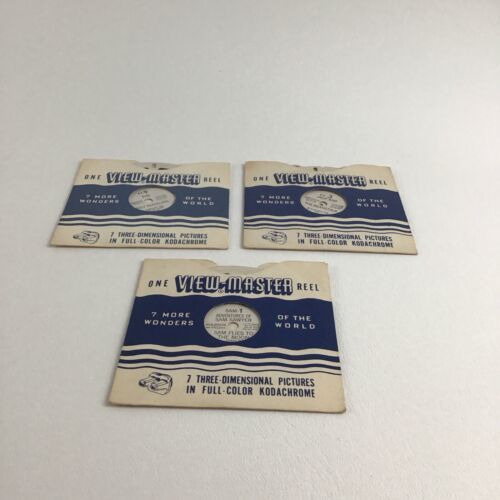 ONE VIEW-MASTER REEL
7 MORE WONDERS OF THE WORLD
7 THREE-DIMENSIONAL PICTURES
IN FULL-COLOR KODACHROME
ONE VIEW-MASTER REEL
7 MORE WONDERS OF THE WORLD
7 THREE-DIMENSIONAL PICTURES
IN FULL-COLOR KODACHROME
ONE VIEW-MASTER REEL
SAM-1
ADVENTURES OF
SAM SAWYER
7 MORE WONDERS OF THE WORLD
SAM FLIES TO
THE MOON
7 THREE-DIMENSIONAL PICTURES
IN FULL-COLOR KODACHROME